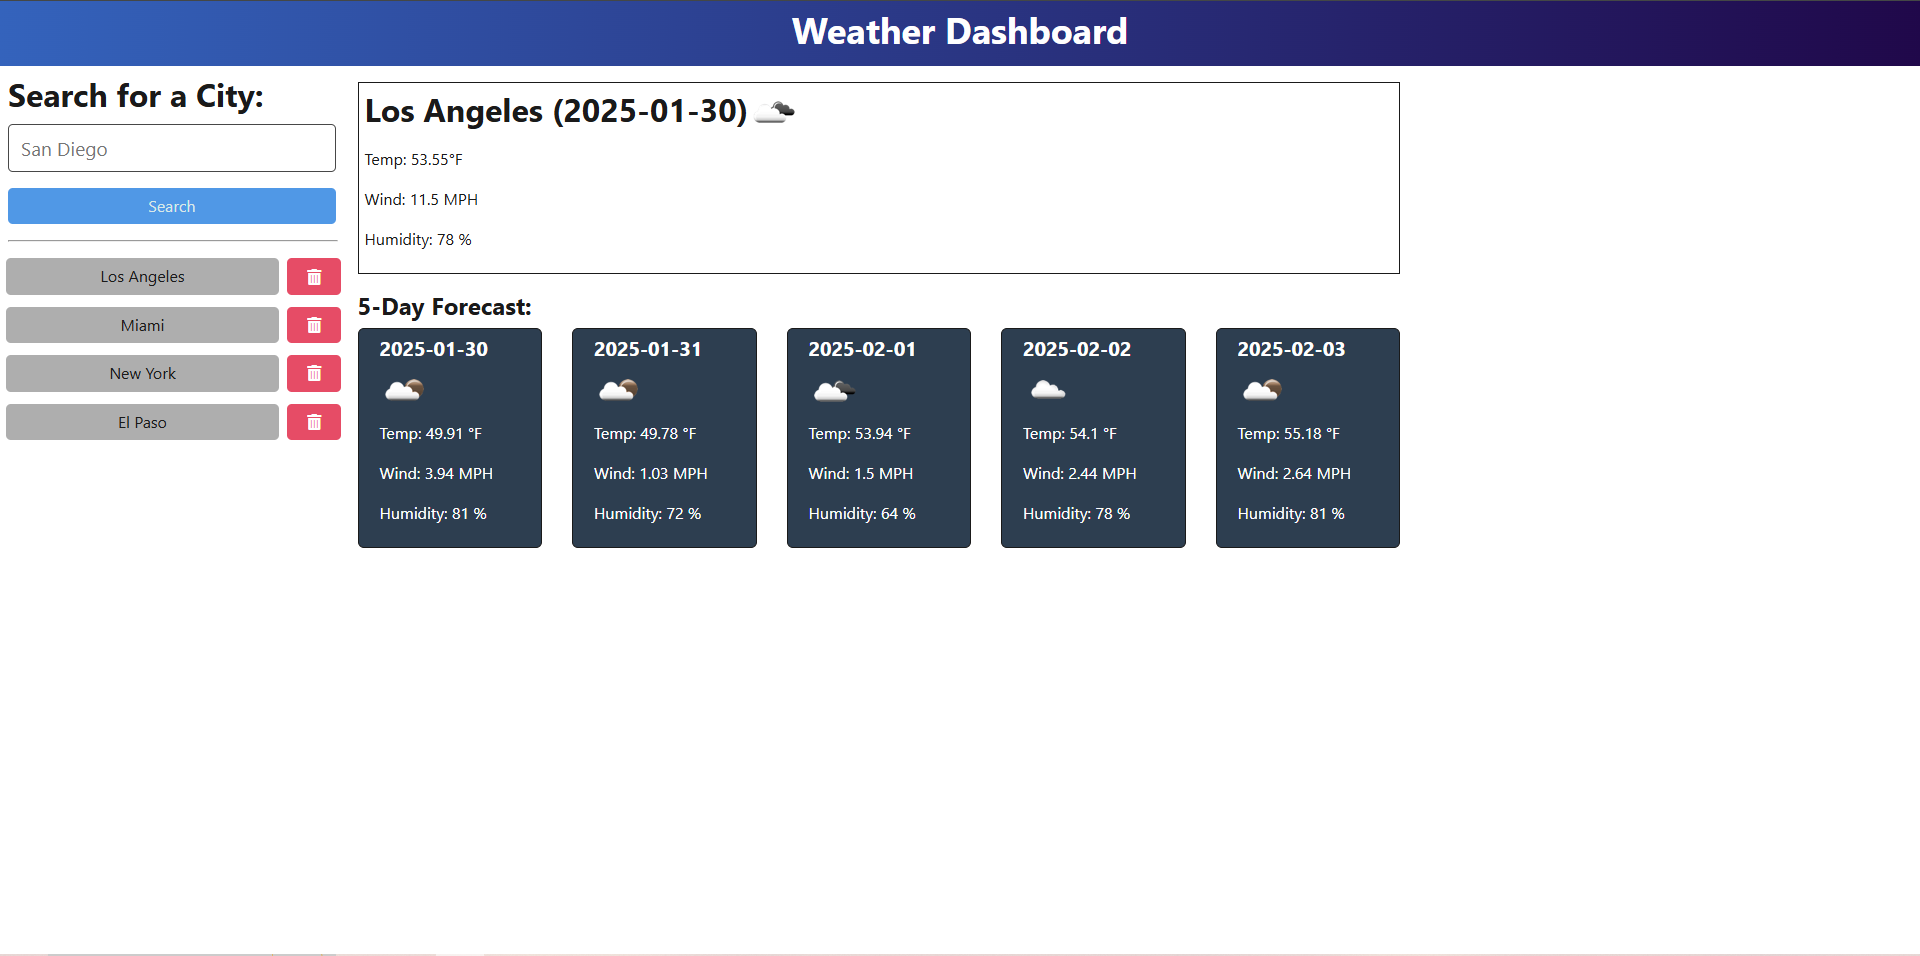 Weather Dashboard
Search for a City:
San Diego
Search
Los Angeles
Miami
New York
El Paso
Los Angeles (2025-01-30)
Temp: 53.55°F
Wind: 11.5 MPH
Humidity: 78 %
5-Day Forecast:
2025-01-30
Temp: 49.91 °F
Wind: 3.94 MPH
Humidity: 81 %
2025-01-31
Temp: 49.78 °F
Wind: 1.03 MPH
Humidity: 72 %
2025-02-01
Temp: 53.94 °F
Wind: 1.5 MPH
Humidity: 64 %
2025-02-02
Temp: 54.1 °F
Wind: 2.44 MPH
Humidity: 78 %
2025-02-03
Temp: 55.18 °F
Wind: 2.64 MPH
Humidity: 81 %